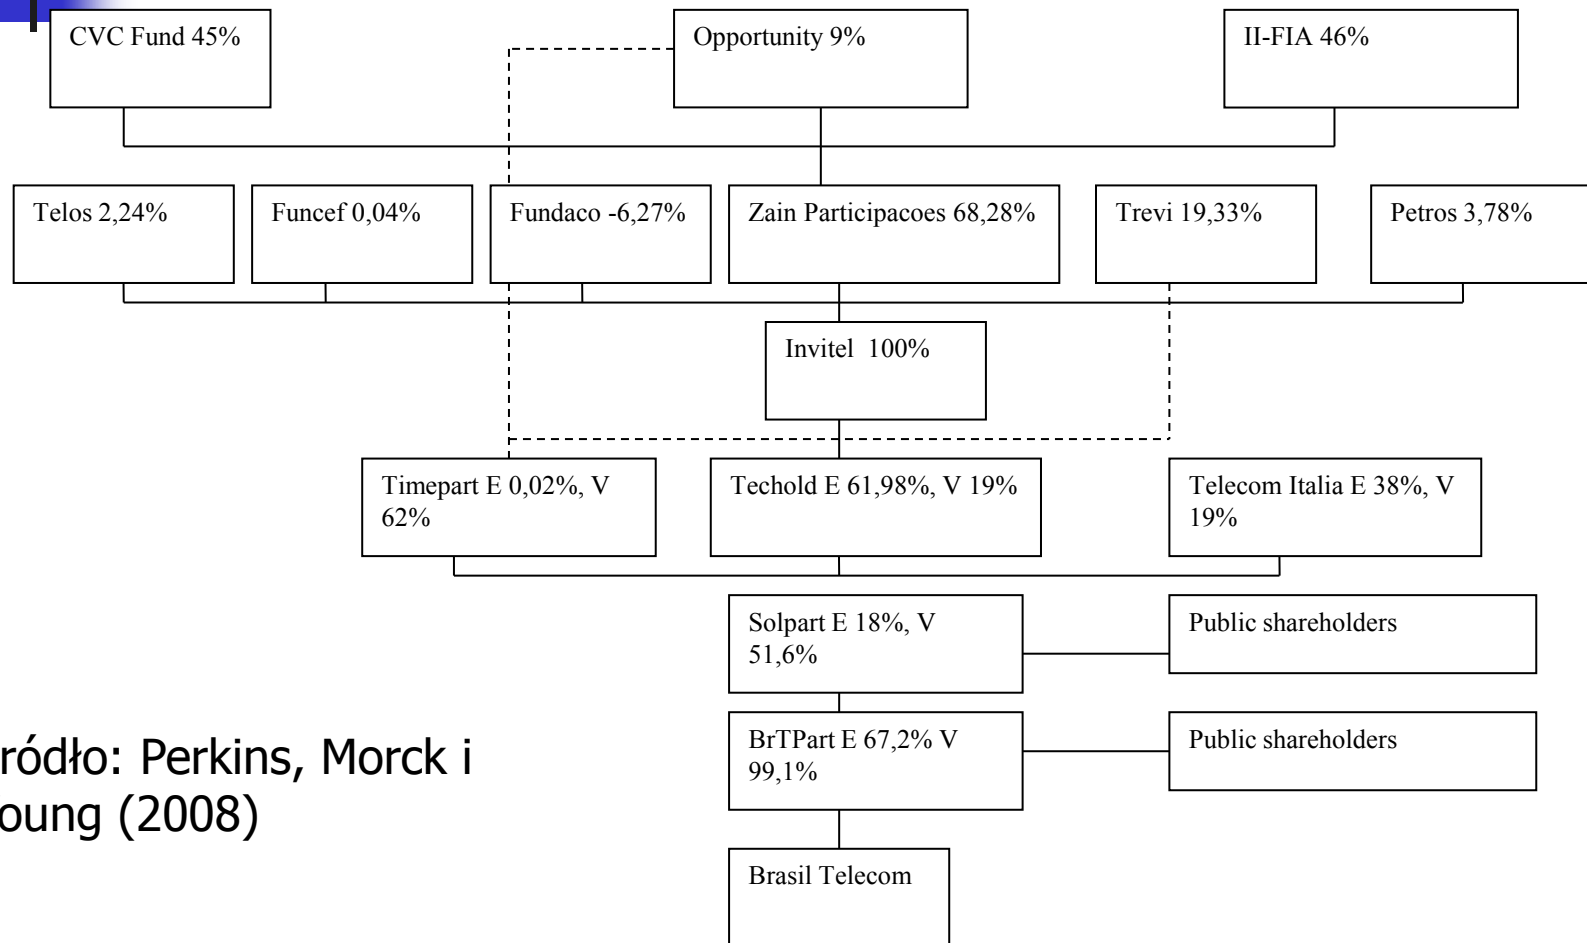 CVC Fund 45%
Opportunity 9%
II-FIA 46%
Telos 2,24%
Funcef 0,04%
Fundaco -6,27%
Zain Participacoes 68,28%
Trevi 19,33%
Petros 3,78%
Invitel 100%
Timepart E 0,02%, V
62%
Techold E 61,98%, V 19%
Telecom Italia E 38%, V
19%
Solpart E 18%, V
51,6%
Public shareholders
BrTPart E 67,2% V
99,1%
Public shareholders
Brasil Telecom
ródło: Perkins, Morck i
oung (2008)